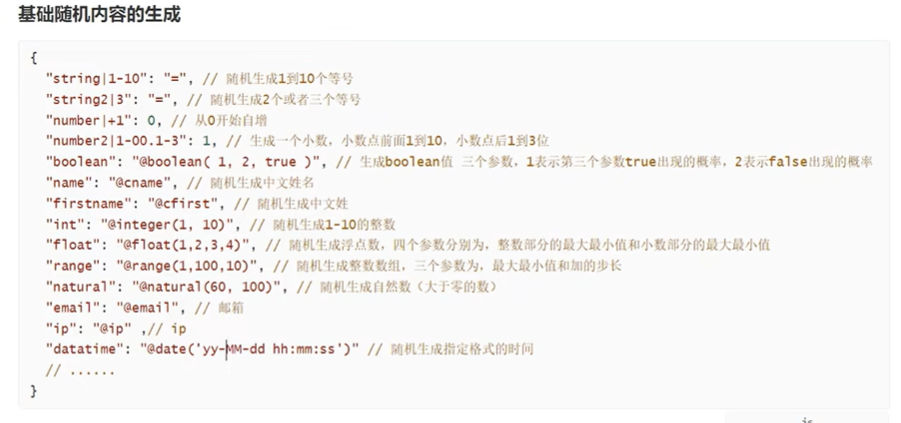 基础随机内容的生成
{
"string|1-10": "=", // 随机生成1到10个等号
"string2|3": "=", // 随机生成2个或者三个等号
"number|+1": 0, // 从0开始自增
"number2|1-00.1-3": 1, // 生成一个小数，小数点前面1到10，小数点后1到3位
"boolean": "@boolean( 1, 2, true )", // 生成boolean值 三个参数，1表示第三个参数true出现的概率，2表示false出现的概率
"name": "@cname", // 随机生成中文姓名
"firstname": "@cfirst", // 随机生成中文姓
"int": "@integer(1, 10)", // 随机生成1-10的整数
"float": "@float(1,2,3,4)", // 随机生成浮点数，四个参数分别为，整数部分的最大最小值和小数部分的最大最小值
"range": "@range(1,100,10)", // 随机生成整数数组，三个参数为，最大最小值和加的步长
"natural": "@natural(60, 100)", // 随机生成自然数（大于零的数）
"email": "@email", // 邮箱
"ip": "@ip" ,// ip
"datatime": "@date('yy-MM-dd hh:mm:ss')" // 随机生成指定格式的时间
// ......
}